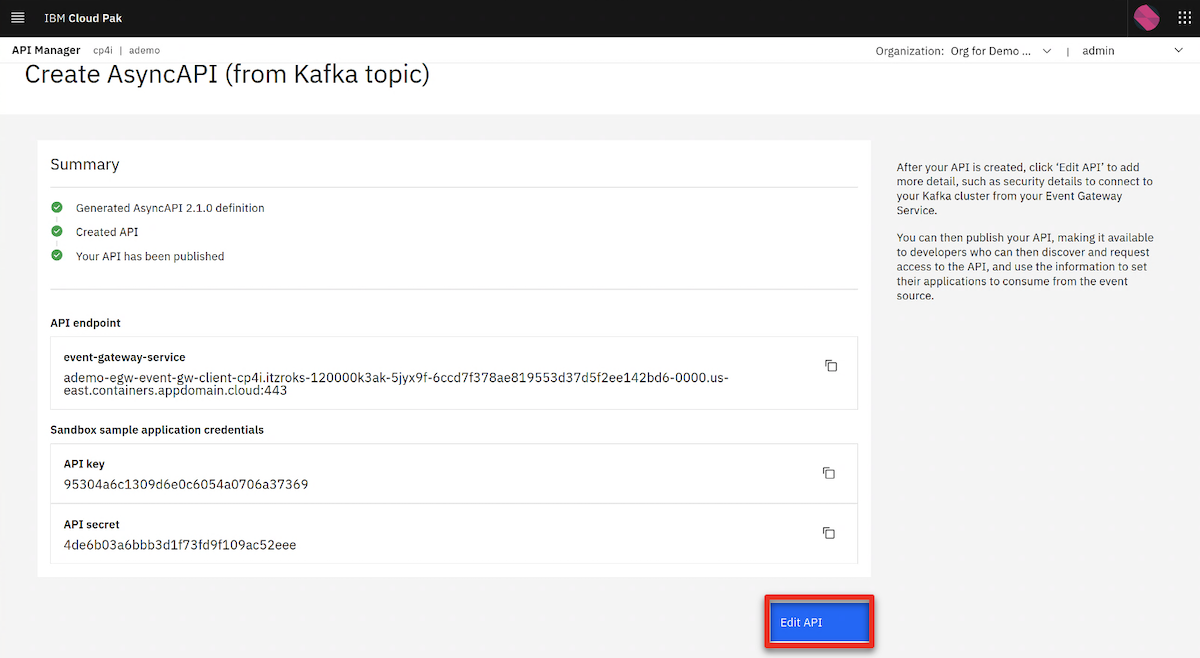 IBM Cloud Pak
API Manager cp4i | ademo
Organization: Org for Demo ... | admin
Create AsyncAPI (from Kafka topic)
Summary
Generated AsyncAPI 2.1.0 definition
Created API
Your API has been published
API endpoint
event-gateway-service
ademo-egw-event-gw-client-cp4i.itzroks-120000k3ak-5jyx9f-6ccd7f378ae819553d37d5f2ee142bd6-0000.us-
east.containers.appdomain.cloud:443
Sandbox sample application credentials
API key
95304a6c1309d6e0c6054a0706a37369
API secret
4de6b03a6bbb3d1f73fd9f109ac52eee
After your API is created, click ‘Edit API’ to add
more detail, such as security details to connect to
your Kafka cluster from your Event Gateway
Service.
You can then publish your API, making it available
to developers who can then discover and request
access to the API, and use the information to set
their applications to consume from the event
source.
Edit API